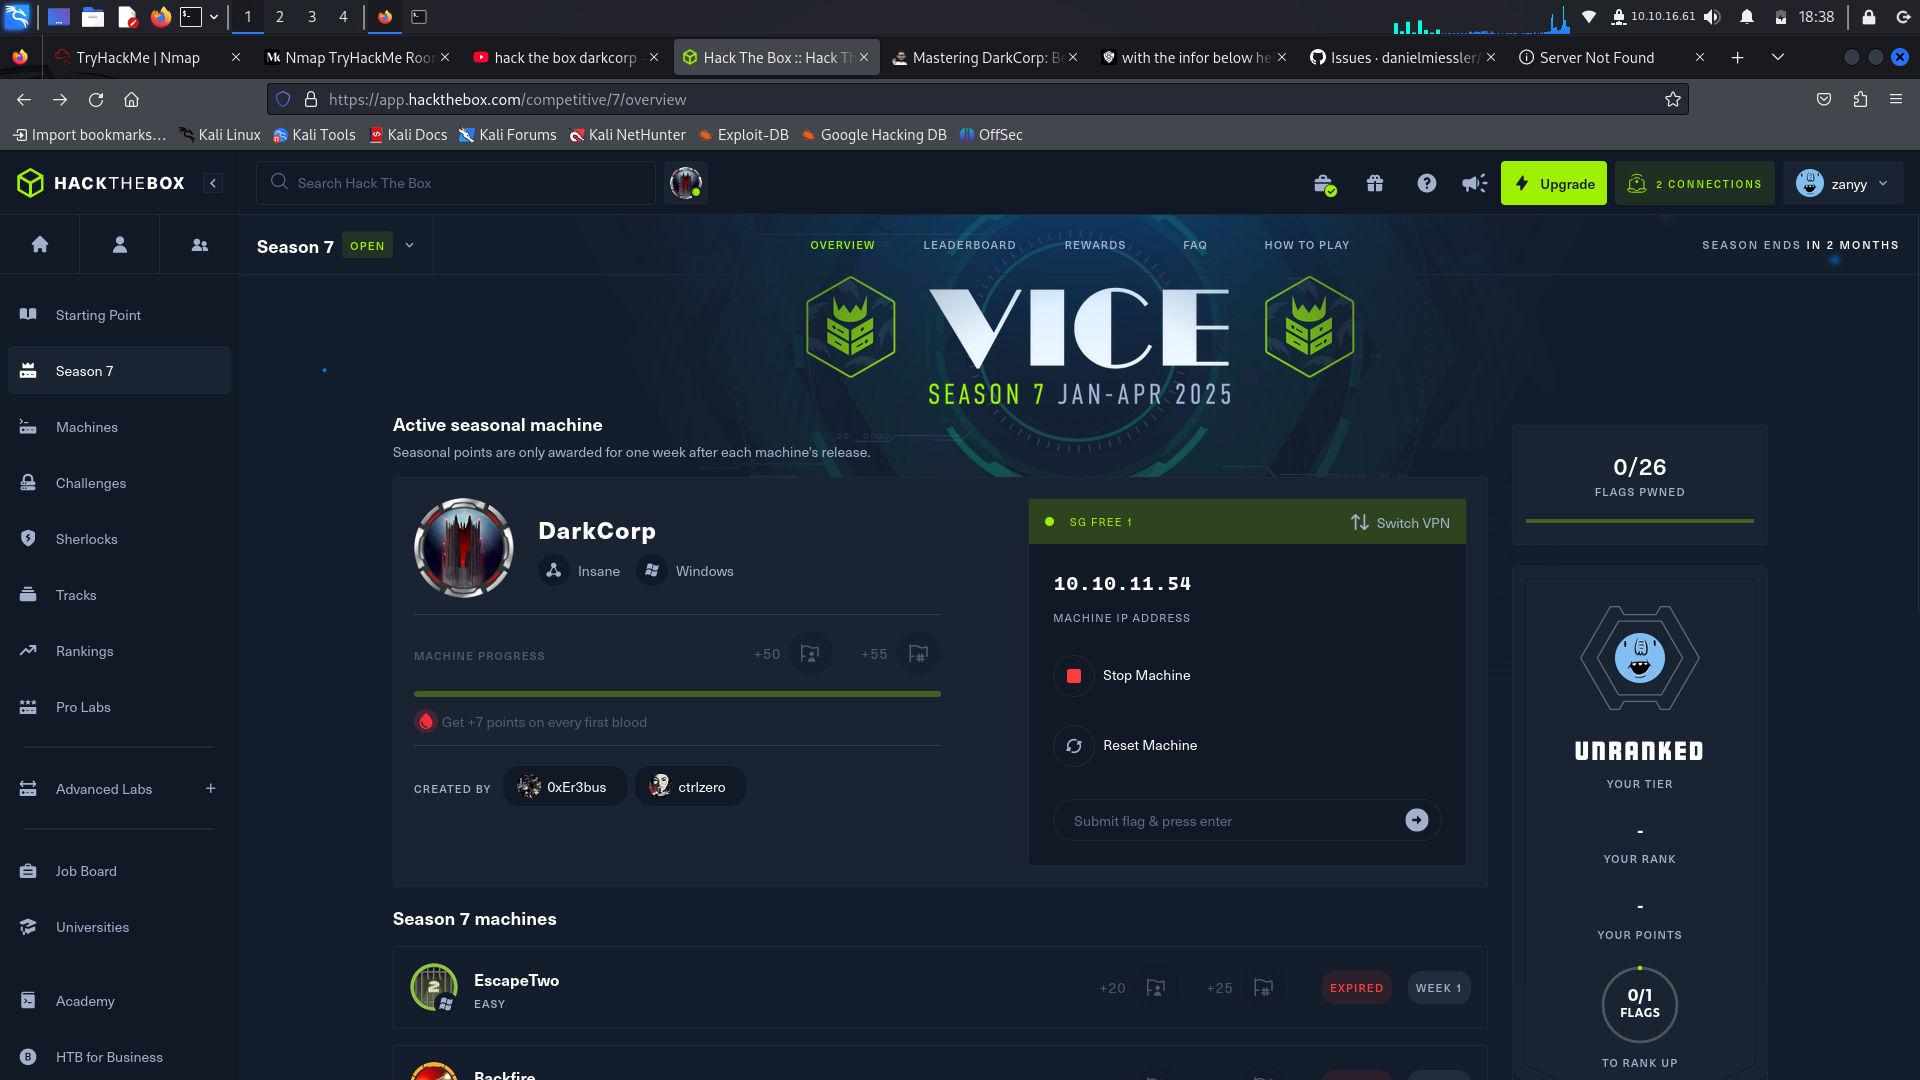 1 2 3 4
10.10.16.61 18:38
TryHackMe | Nmap
Nmap TryHackMe Roo
hack the box darkcorp -
Hack The Box :: Hack Th
Mastering DarkCorp: Be
with the infor below he
Issues · danielmiessler/
Server Not Found
https://app.hackthebox.com/competitive/7/overview
Import bookmarks…
Kali Linux
Kali Tools
Kali Docs
Kali Forums
Kali NetHunter
Exploit-DB
Google Hacking DB
OffSec
HACKTHEBOX
Search Hack The Box
Upgrade
2 CONNECTIONS
zanyy
Season 7 OPEN
OVERVIEW
LEADERBOARD
REWARDS
FAQ
HOW TO PLAY
SEASON ENDS IN 2 MONTHS
Starting Point
Season 7
Machines
Challenges
Sherlocks
Tracks
Rankings
Pro Labs
Advanced Labs
Job Board
Universities
Academy
HTB for Business
VICE
SEASON 7 JAN-APR 2025
Active seasonal machine
Seasonal points are only awarded for one week after each machine's release.
DarkCorp
Insane Windows
MACHINE PROGRESS +50 +55
Get +7 points on every first blood
CREATED BY 0xEr3bus ctrlzero
SG FREE 1 Switch VPN
10.10.11.54
MACHINE IP ADDRESS
Stop Machine
Reset Machine
Submit flag & press enter
Season 7 machines
2
EscapeTwo
EASY
+20 +25 EXPIRED WEEK 1
Backfire
0/26
FLAGS PWNED
UNRANKED
YOUR TIER
-
YOUR RANK
-
YOUR POINTS
0/1
FLAGS
TO RANK UP